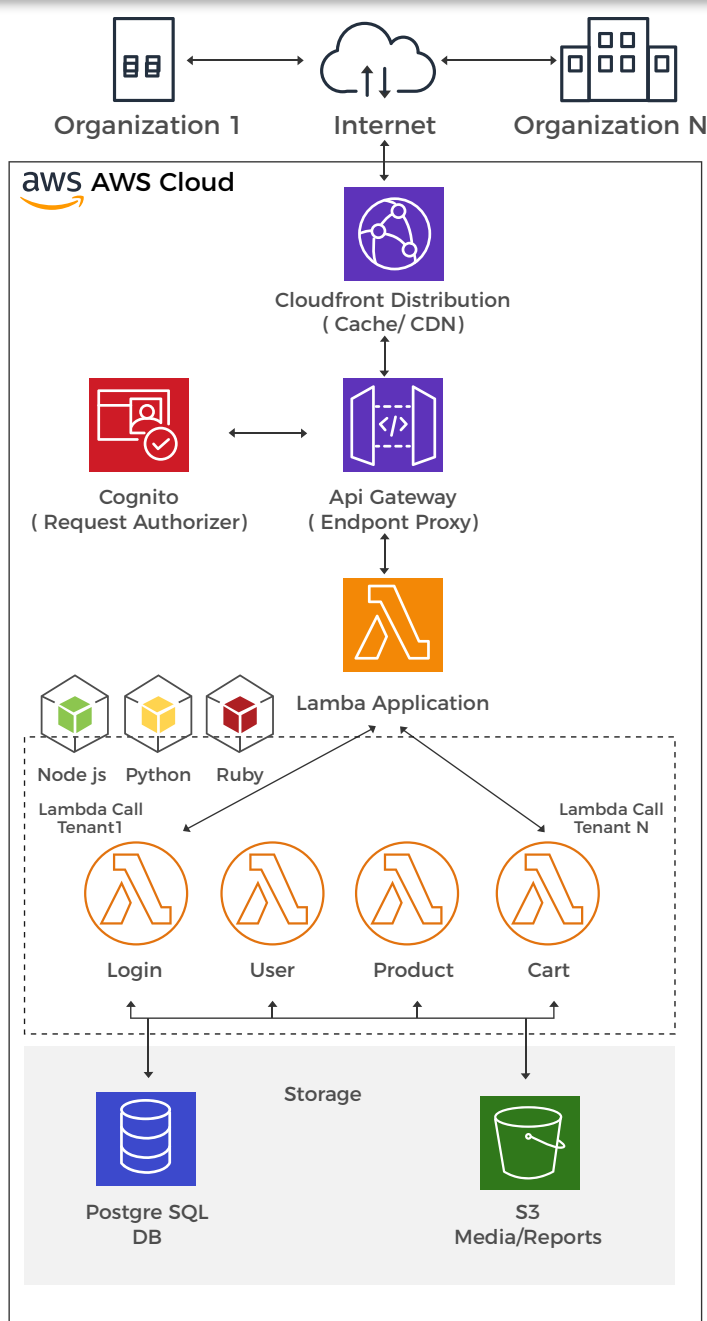 Organization 1
Internet
Organization N
aws AWS Cloud
Cloudfront Distribution
( Cache/ CDN)
Cognito
( Request Authorizer)
</>
Api Gateway
( Endpont Proxy)
Lamba Application
Node js
Python
Ruby
Lambda Call
Tenant1
Lambda Call
Tenant N
Login
User
Product
Cart
Storage
Postgre SQL
DB
S3
Media/Reports